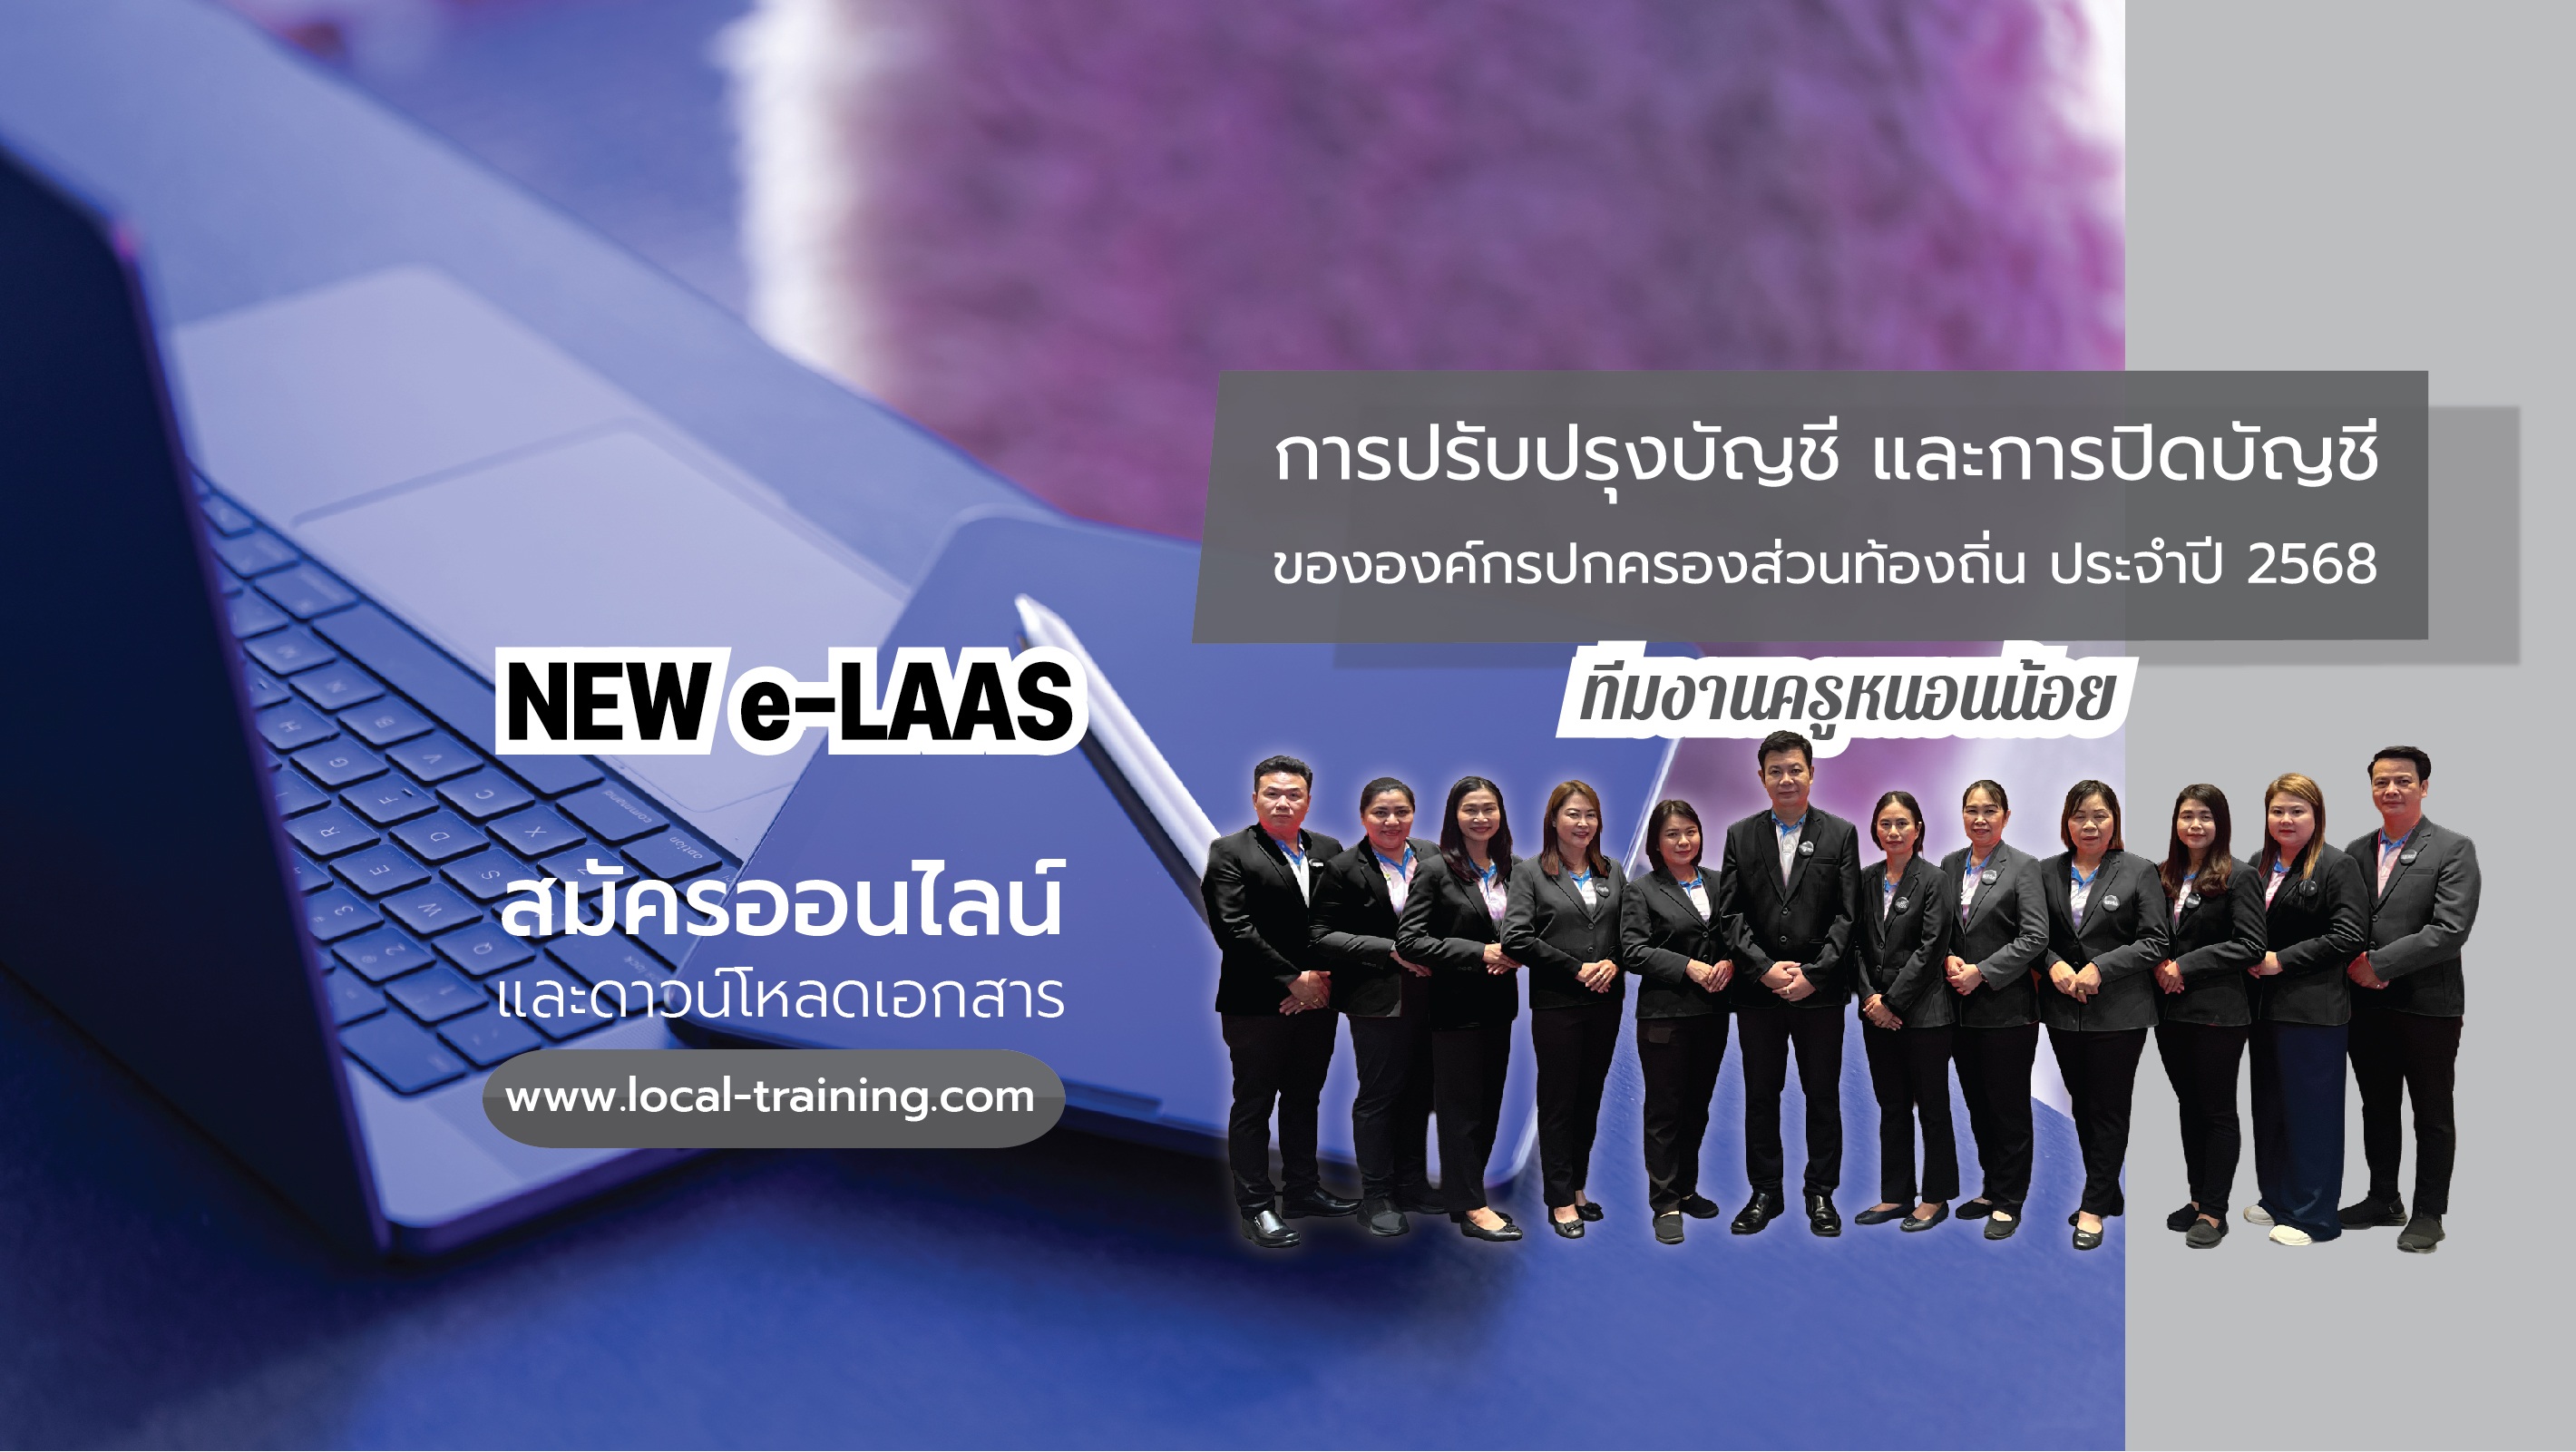 การปรับปรุงบัญชี และการปิดบัญชี
ขององค์กรปกครองส่วนท้องถิ่น ประจำปี 2568
NEW e-LAAS
ทีมงานครูหนอนน้อย
สมัครออนไลน์
และดาวน์โหลดเอกสาร
www.local-training.com